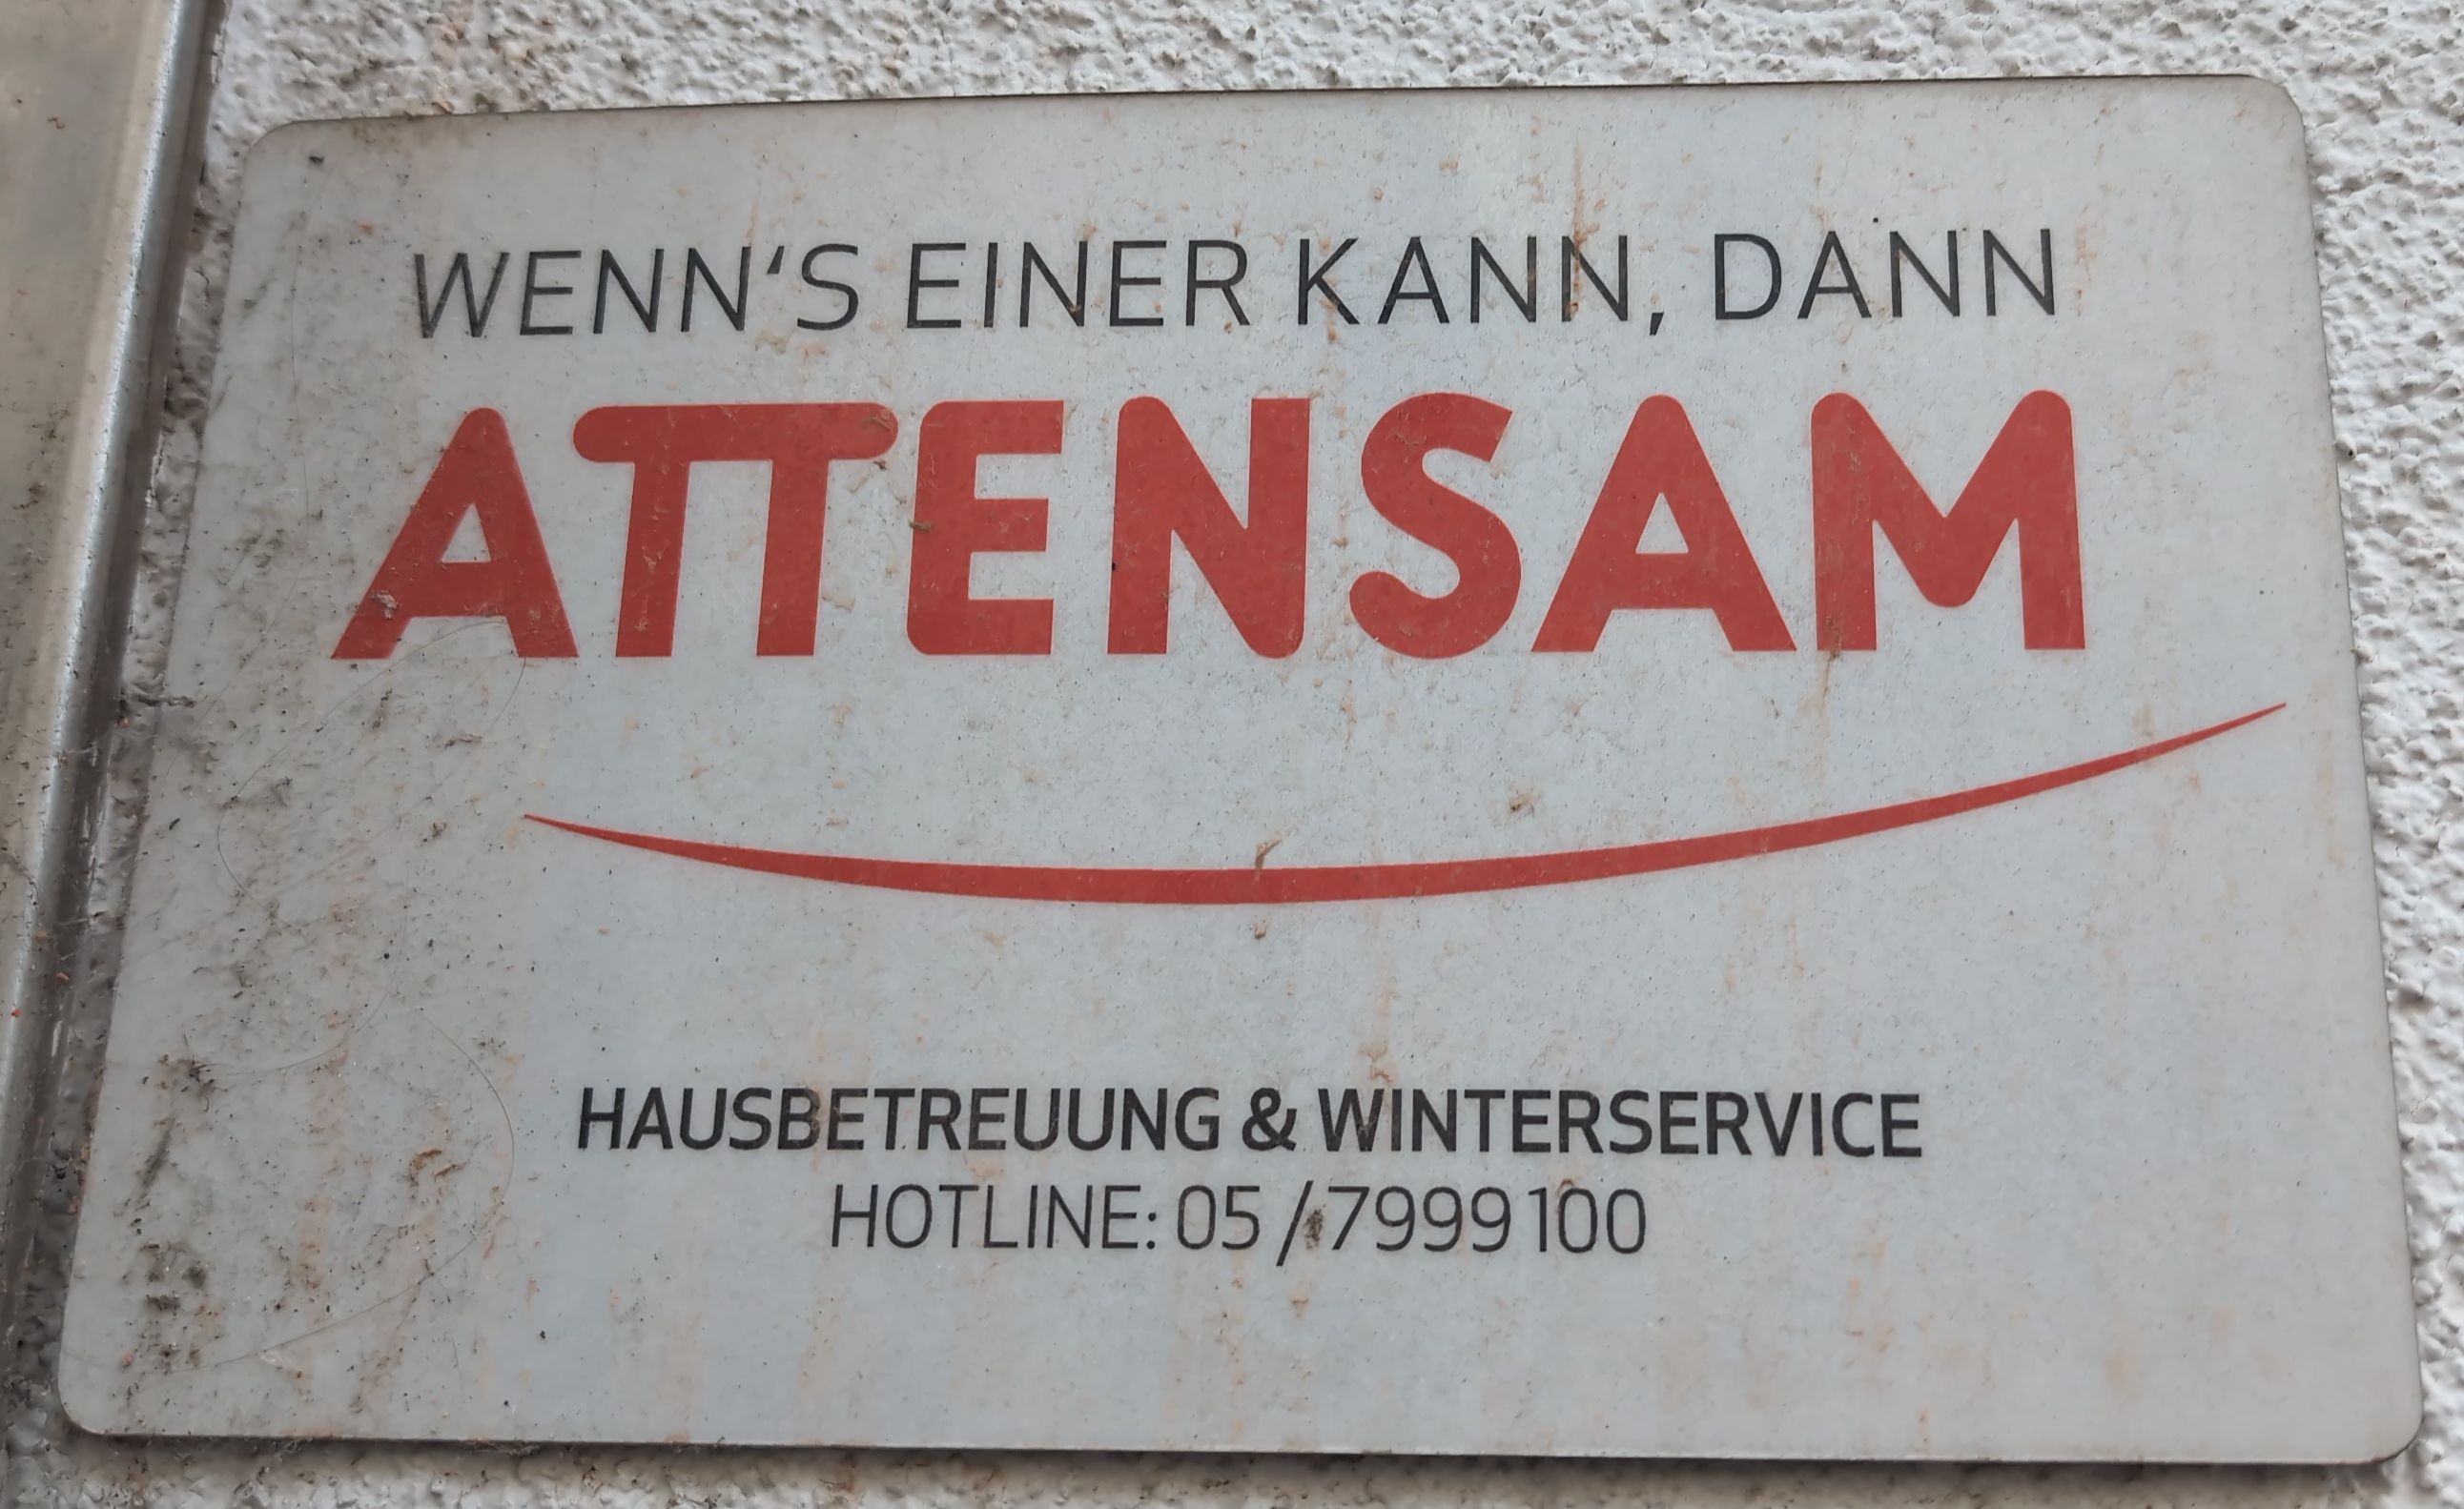 WENN‘S EINER KANN, DANN
ATTENSAM
HAUSBETREUUNG & WINTERSERVICE
HOTLINE: 05 / 7999 100